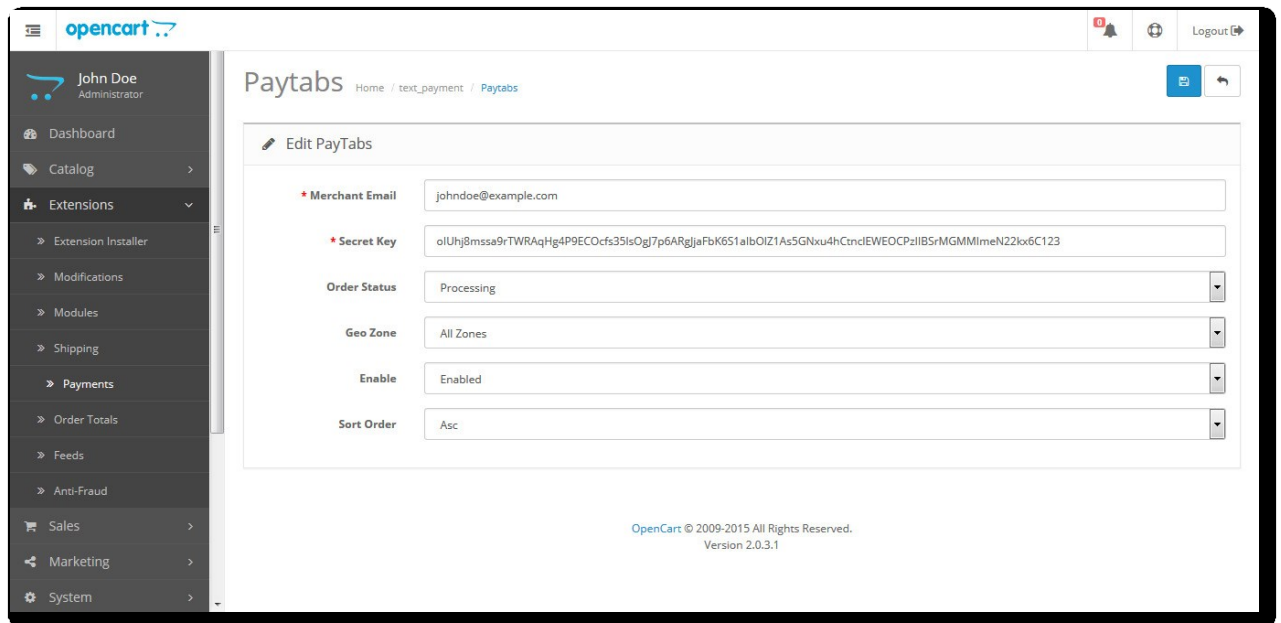 opencart
0
Logout
John Doe
Administrator
Paytabs Home / text_payment / Paytabs
Dashboard
Catalog
Extensions
Extension Installer
Modifications
Modules
Shipping
Payments
Order Totals
Feeds
Anti-Fraud
Sales
Marketing
System
Edit PayTabs
* Merchant Email johndoe@example.com
* Secret Key
Order Status Processing
Geo Zone All Zones
Enable Enabled
Sort Order Asc
OpenCart © 2009-2015 All Rights Reserved.
Version 2.0.3.1